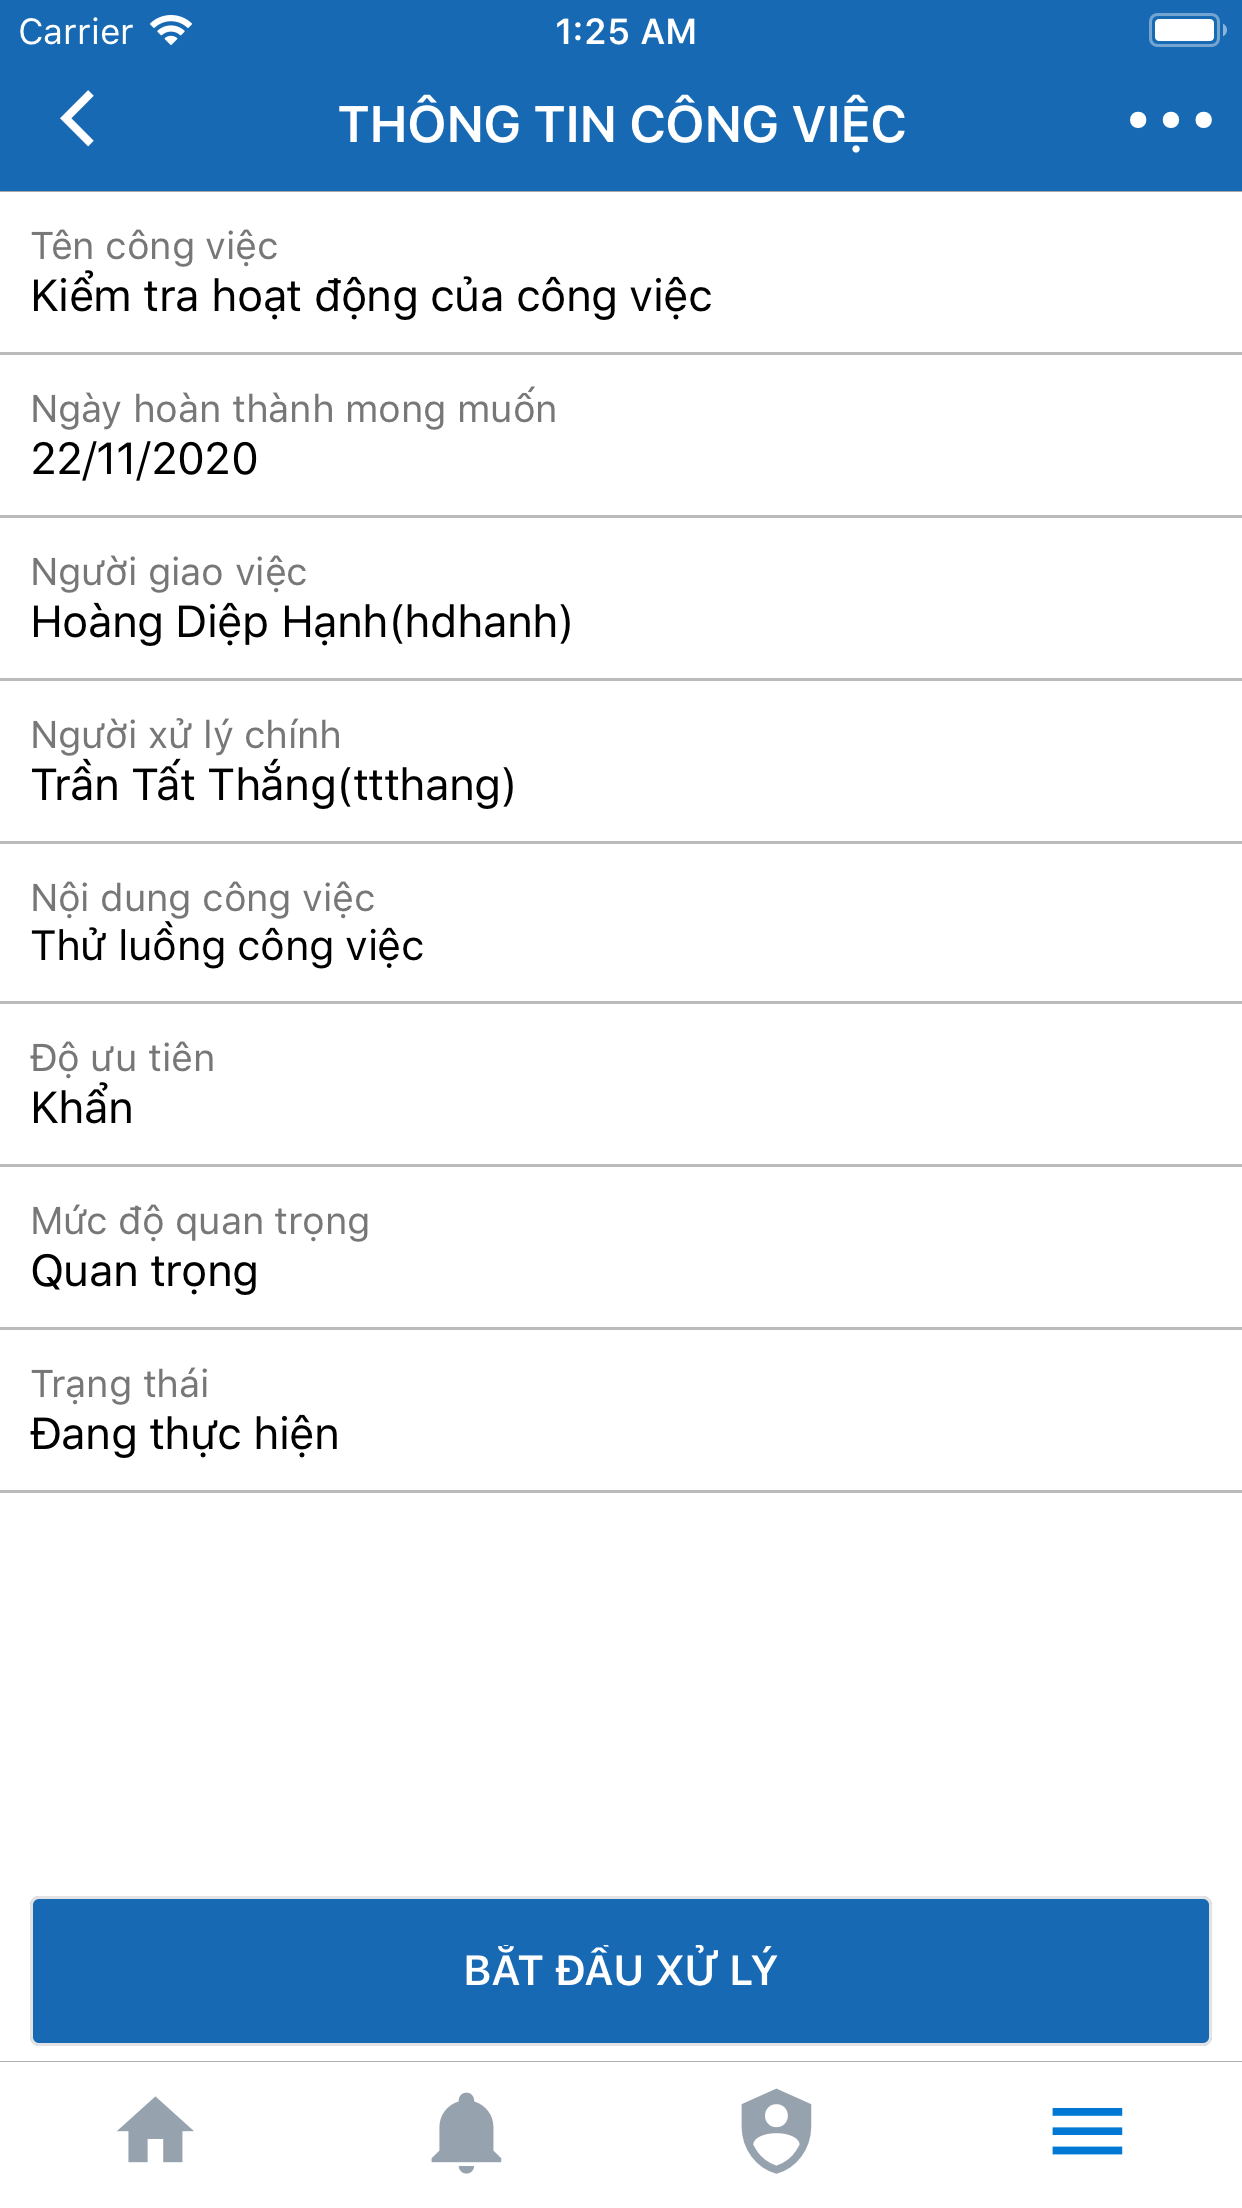 Carrier
1:25 AM
THÔNG TIN CÔNG VIỆC
Tên công việc
Kiểm tra hoạt động của công việc
Ngày hoàn thành mong muốn
22/11/2020
Người giao việc
Hoàng Diệp Hạnh(hdhanh)
Người xử lý chính
Trần Tất Thắng(ttthang)
Nội dung công việc
Thử luồng công việc
Độ ưu tiên
Khẩn
Mức độ quan trọng
Quan trọng
Trạng thái
Đang thực hiện
BẮT ĐẦU XỬ LÝ